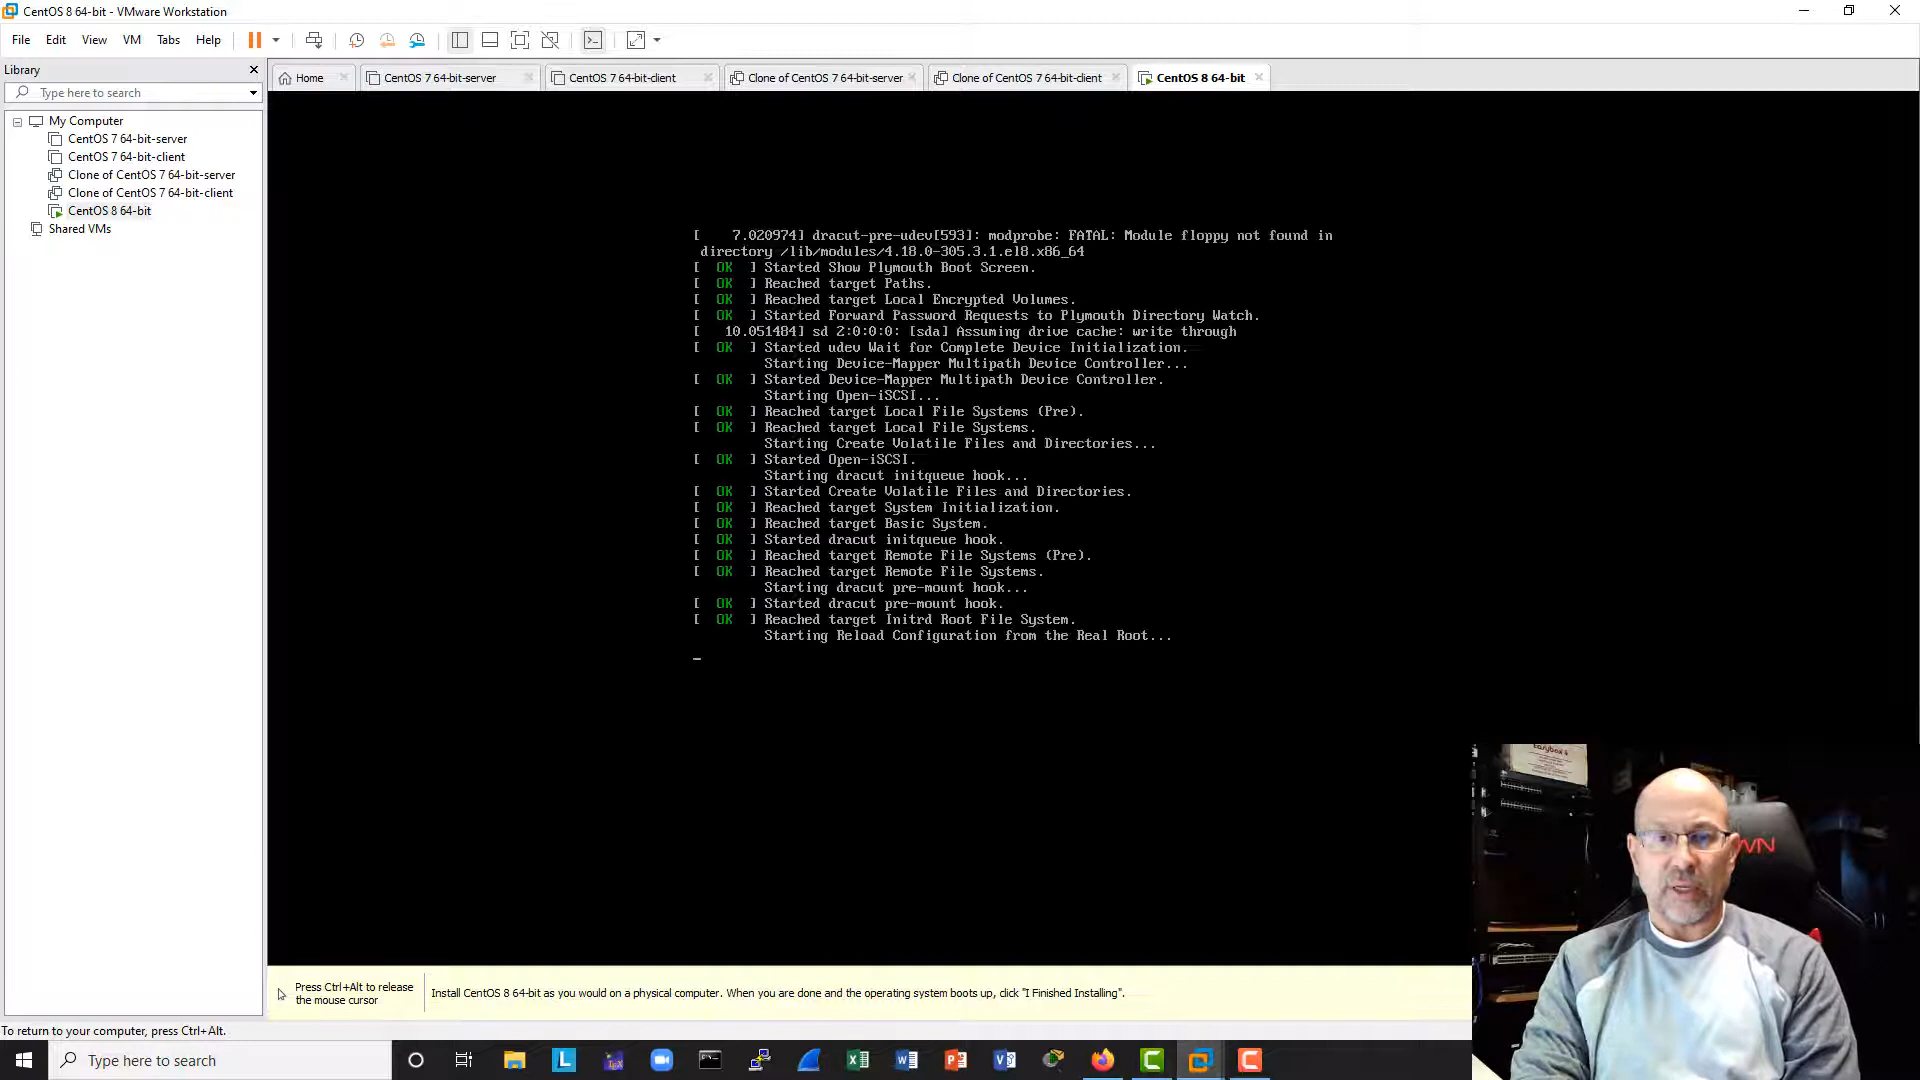 CentOS 8 64-bit - VMware Workstation
File Edit View VM Tabs Help
Library
Type here to search
My Computer
CentOS 7 64-bit-server
CentOS 7 64-bit-client
Clone of CentOS 7 64-bit-server
Clone of CentOS 7 64-bit-client
CentOS 8 64-bit
Shared VMs
Home CentOS 7 64-bit-server CentOS 7 64-bit-client Clone of CentOS 7 64-bit-server Clone of CentOS 7 64-bit-client CentOS 8 64-bit
[    7.020974] dracut-pre-udev[593]: modprobe: FATAL: Module floppy not found in
directory /lib/modules/4.18.0-305.3.1.el8.x86_64
[  OK  ] Started Show Plymouth Boot Screen.
[  OK  ] Reached target Paths.
[  OK  ] Reached target Local Encrypted Volumes.
[  OK  ] Started Forward Password Requests to Plymouth Directory Watch.
[   10.051484] sd 2:0:0:0: [sda] Assuming drive cache: write through
[  OK  ] Started udev Wait for Complete Device Initialization.
Starting Device-Mapper Multipath Device Controller...
[  OK  ] Started Device-Mapper Multipath Device Controller.
Starting Open-iSCSI...
[  OK  ] Reached target Local File Systems (Pre).
[  OK  ] Reached target Local File Systems.
Starting Create Volatile Files and Directories...
[  OK  ] Started Open-iSCSI.
Starting dracut initqueue hook...
[  OK  ] Started Create Volatile Files and Directories.
[  OK  ] Reached target System Initialization.
[  OK  ] Reached target Basic System.
[  OK  ] Started dracut initqueue hook.
[  OK  ] Reached target Remote File Systems (Pre).
[  OK  ] Reached target Remote File Systems.
Starting dracut pre-mount hook...
[  OK  ] Started dracut pre-mount hook.
[  OK  ] Reached target Initrd Root File System.
Starting Reload Configuration from the Real Root...
Press Ctrl+Alt to release
the mouse cursor
Install CentOS 8 64-bit as you would on a physical computer. When you are done and the operating system boots up, click "I Finished Installing".
To return to your computer, press Ctrl+Alt.
Type here to search